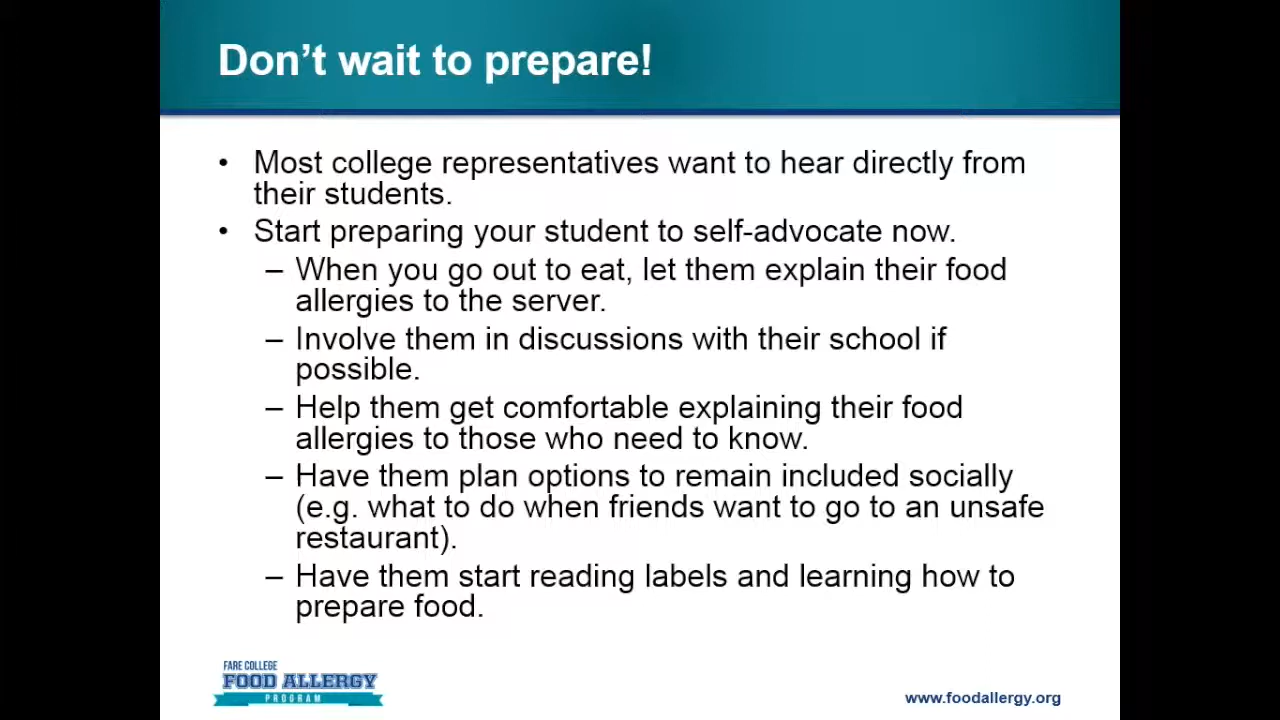 Don't wait to prepare!
• Most college representatives want to hear directly from
their students.
• Start preparing your student to self-advocate now.
– When you go out to eat, let them explain their food
allergies to the server.
– Involve them in discussions with their school if
possible.
– Help them get comfortable explaining their food
allergies to those who need to know.
– Have them plan options to remain included socially
(e.g. what to do when friends want to go to an unsafe
restaurant).
– Have them start reading labels and learning how to
prepare food.
FARE COLLEGE
FOOD ALLERGY
PROGRAM
www.foodallergy.org